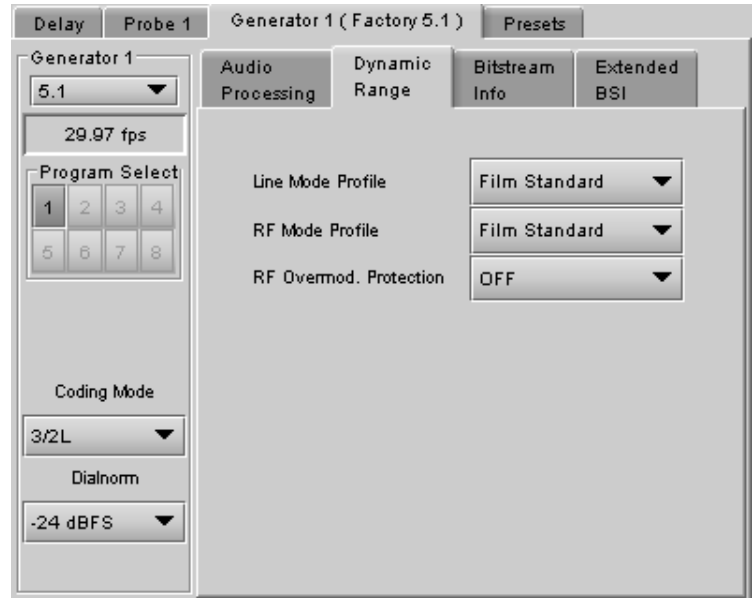 Delay
Probe 1
Generator 1 ( Factory 5.1 )
Presets
Generator 1
5.1
29.97 fps
Program Select
1 2 3 4
5 6 7 8
Coding Mode
3/2L
Dialnorm
-24 dBFS
Audio
Processing
Dynamic
Range
Bitstream
Info
Extended
BSI
Line Mode Profile
Film Standard
RF Mode Profile
Film Standard
RF Overmod. Protection
OFF